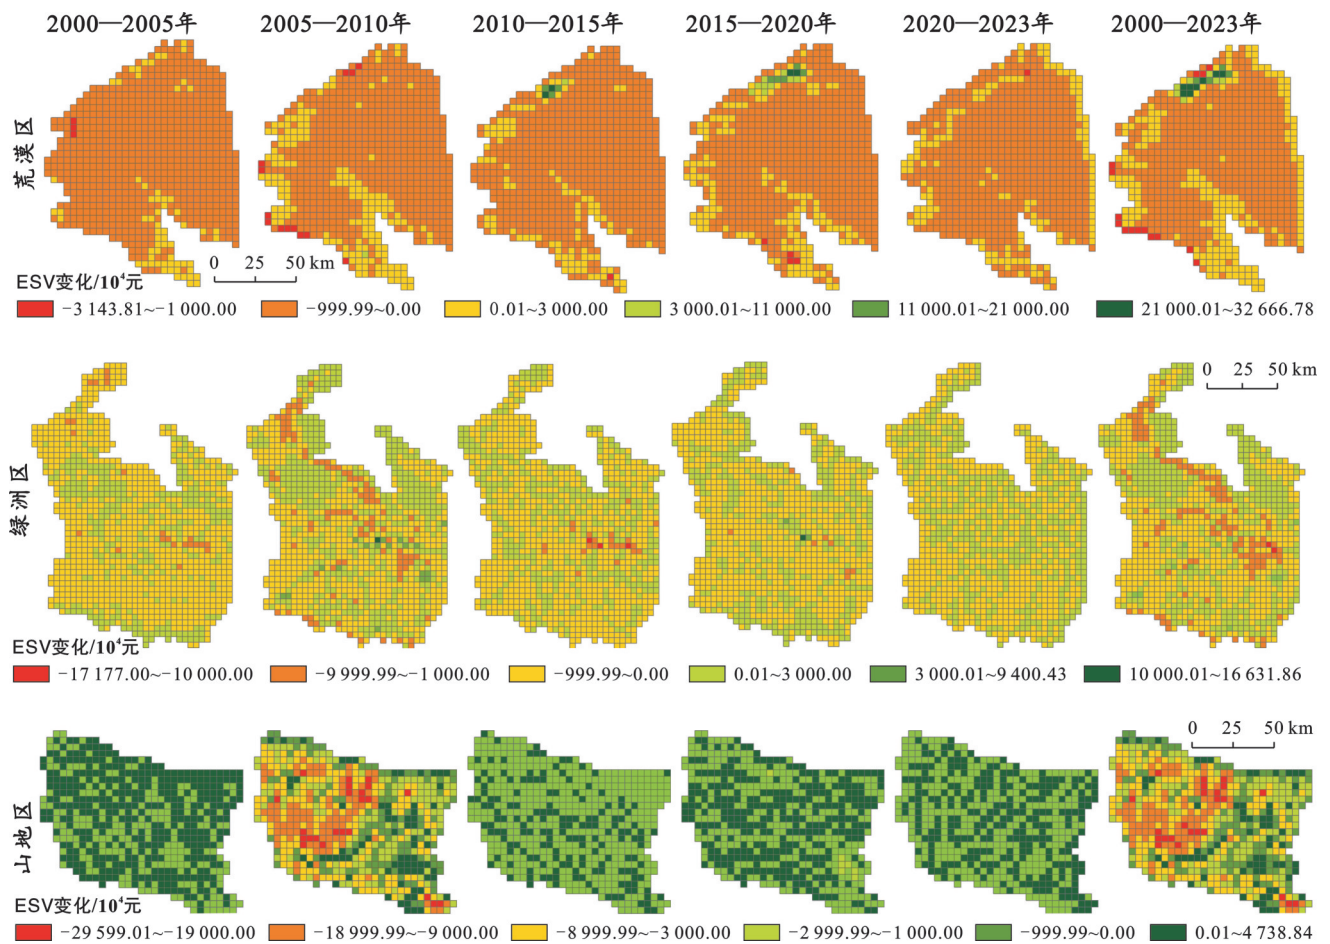 2000—2005年 2005—2010年 2010—2015年 2015—2020年 2020—2023年 2000—2023年
荒漠区
0 25 50 km
ESV变化/10⁴元
−3 143.81~−1 000.00 −999.99~0.00 0.01~3 000.00 3 000.01~11 000.00 11 000.01~21 000.00 21 000.01~32 666.78
0 25 50 km
绿洲区
ESV变化/10⁴元
−17 177.00~−10 000.00 −9 999.99~−1 000.00 −999.99~0.00 0.01~3 000.00 3 000.01~9 400.43 10 000.01~16 631.86
0 25 50 km
山地区
ESV变化/10⁴元
−29 599.01~−19 000.00 −18 999.99~−9 000.00 −8 999.99~−3 000.00 −2 999.99~−1 000.00 −999.99~0.00 0.01~4 738.84